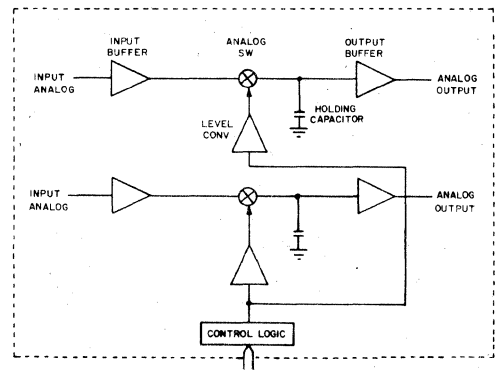 INPUT
BUFFER
ANALOG
SW
OUTPUT
BUFFER
INPUT
ANALOG
ANALOG
OUTPUT
HOLDING
CAPACITOR
LEVEL
CONV
INPUT
ANALOG
ANALOG
OUTPUT
CONTROL LOGIC